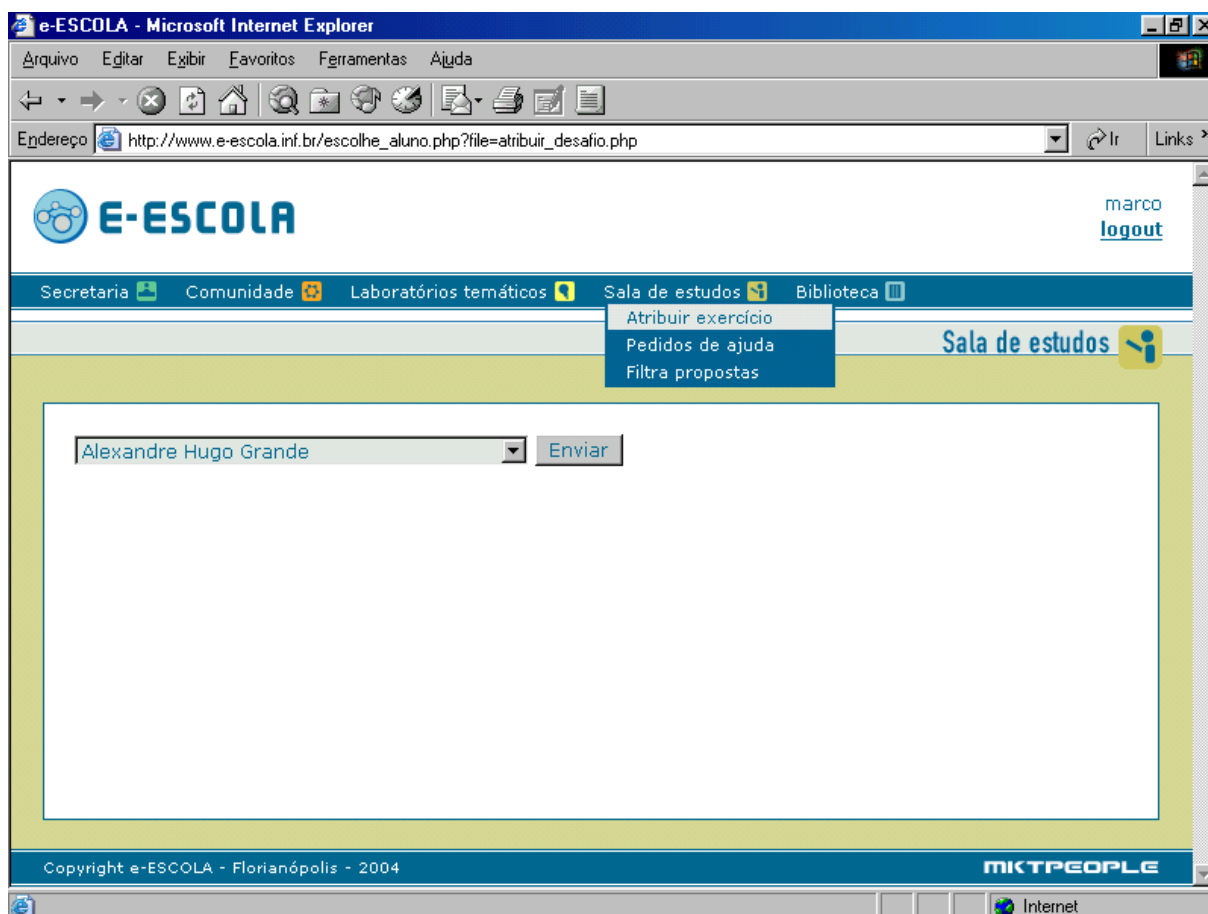 e-ESCOLA - Microsoft Internet Explorer
Arquivo Editar Exibir Favoritos Ferramentas Ajuda
Endereço http://www.e-escola.inf.br/escolhe_aluno.php?file=atribuir_desafio.php Ir Links
E-ESCOLA
marco
logout
Secretaria Comunidade Laboratórios temáticos Sala de estudos Biblioteca
Atribuir exercício
Pedidos de ajuda
Filtra propostas
Sala de estudos
Alexandre Hugo Grande Enviar
Copyright e-ESCOLA - Florianópolis - 2004 MKTPEOPLE
Internet